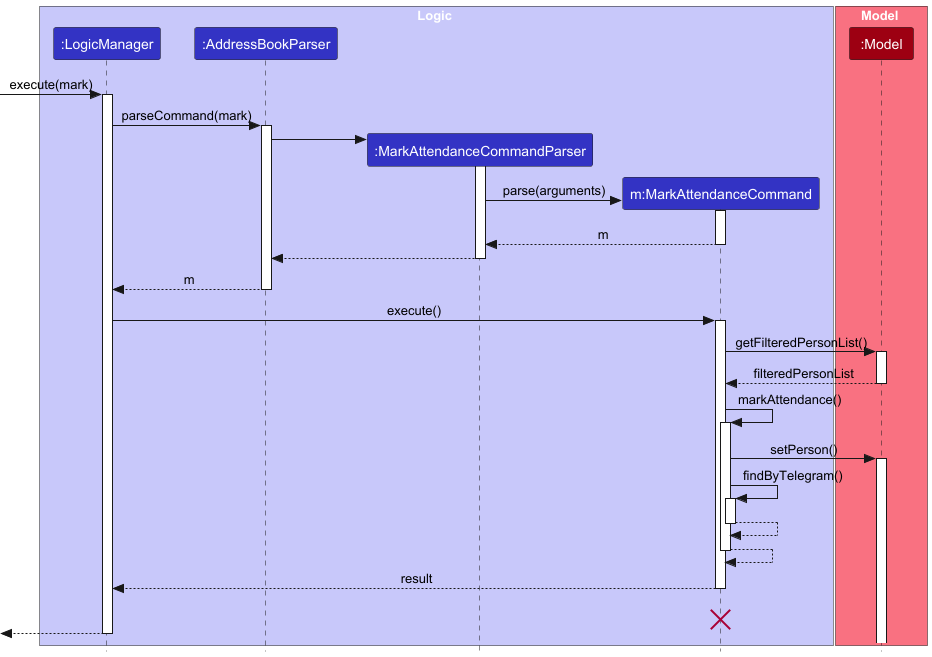 Logic
Model
:LogicManager
:AddressBookParser
:Model
execute(mark)
parseCommand(mark)
:MarkAttendanceCommandParser
parse(arguments)
m:MarkAttendanceCommand
m
m
execute()
getFilteredPersonList()
filteredPersonList
markAttendance()
setPerson()
findByTelegram()
result